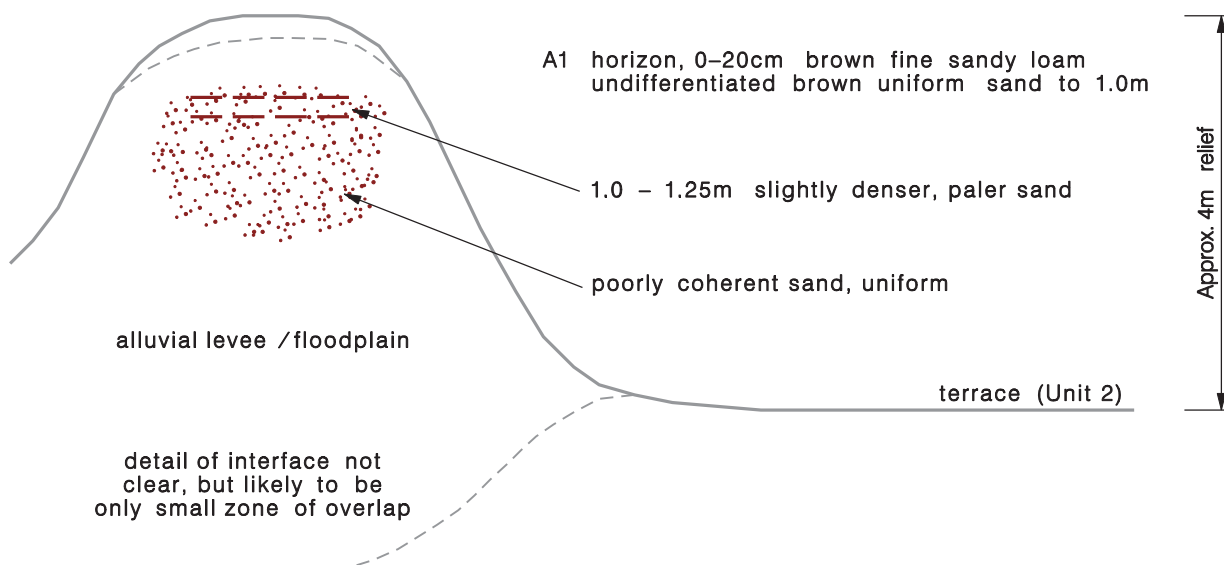 A1 horizon, 0–20cm brown fine sandy loam
undifferentiated brown uniform sand to 1.0m
1.0 – 1.25m slightly denser, paler sand
poorly coherent sand, uniform
Approx. 4m relief
alluvial levee /floodplain
terrace (Unit 2)
detail of interface not
clear, but likely to be
only small zone of overlap